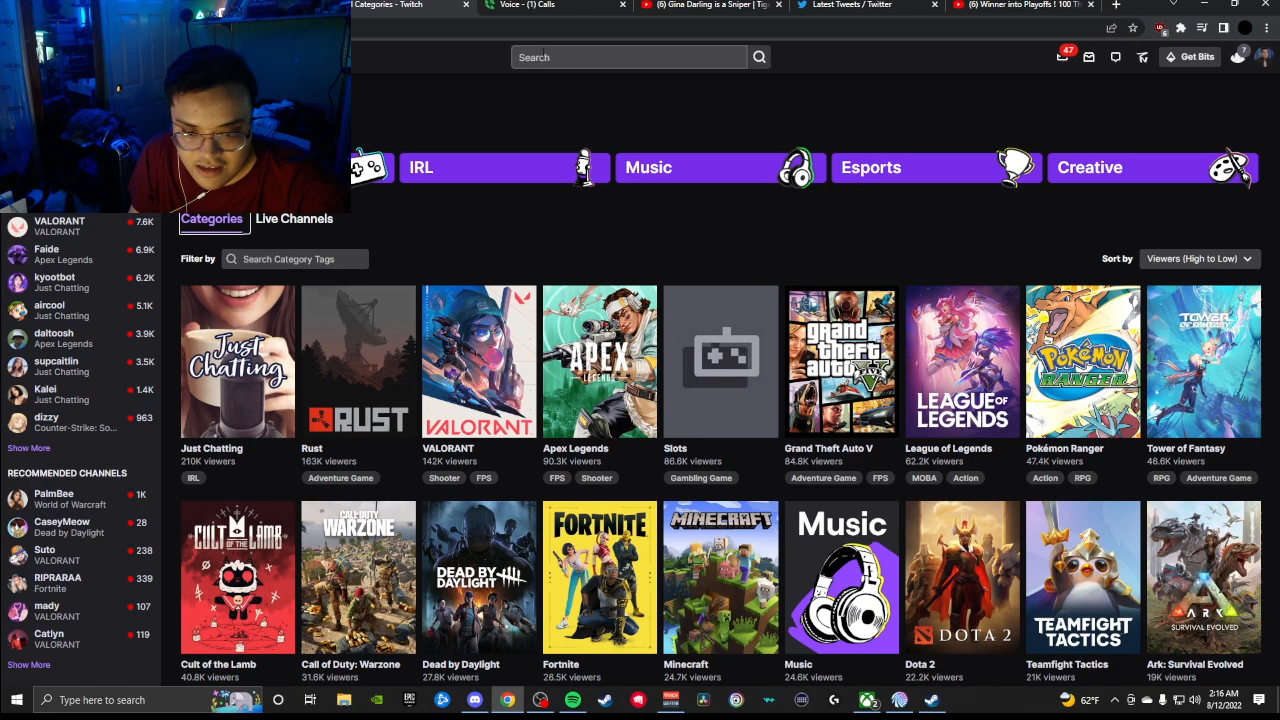 Categories - Twitch
Voice - (1) Calls
(6) Gina Darling is a Sniper | Tig
Latest Tweets / Twitter
(6) Winner into Playoffs ! 100 Th
Search
47
Get Bits
7
IRL
Music
Esports
Creative
Categories
Live Channels
Filter by
Search Category Tags
Sort by
Viewers (High to Low)
VALORANT
VALORANT
7.6K
Faide
Apex Legends
6.9K
kyootbot
Just Chatting
6.2K
aircool
Just Chatting
5.1K
daltoosh
Apex Legends
3.9K
supcaitlin
Just Chatting
3.5K
Kalei
Just Chatting
1.4K
dizzy
Counter-Strike: So...
963
Show More
RECOMMENDED CHANNELS
PalmBee
World of Warcraft
1K
CaseyMeow
Dead by Daylight
28
Suto
VALORANT
238
RIPRARAA
Fortnite
339
mady
VALORANT
107
Catlyn
VALORANT
119
Show More
Just Chatting
RUST
VALORANT
APEX
LEGENDS
grand theft auto V
LEAGUE OF LEGENDS
POKÉMON RANGER
TOWER OF FANTASY
Just Chatting
210K viewers
IRL
Rust
163K viewers
Adventure Game
VALORANT
142K viewers
Shooter FPS
Apex Legends
90.3K viewers
FPS Shooter
Slots
86.6K viewers
Gambling Game
Grand Theft Auto V
84.8K viewers
Adventure Game FPS
League of Legends
62.2K viewers
MOBA Action
Pokémon Ranger
47.4K viewers
Action RPG
Tower of Fantasy
46.6K viewers
RPG Adventure Game
CULT OF THE LAMB
CALL OF DUTY
WARZONE
DEAD BY DAYLIGHT
FORTNITE
MINECRAFT
Music
DOTA 2
TEAMFIGHT TACTICS
ARK
SURVIVAL EVOLVED
Cult of the Lamb
40.8K viewers
Call of Duty: Warzone
31.6K viewers
Dead by Daylight
27.8K viewers
Fortnite
26.5K viewers
Minecraft
24.7K viewers
Music
24.6K viewers
Dota 2
22.2K viewers
Teamfight Tactics
21K viewers
Ark: Survival Evolved
19K viewers
Type here to search
62°F
2:16 AM
8/12/2022